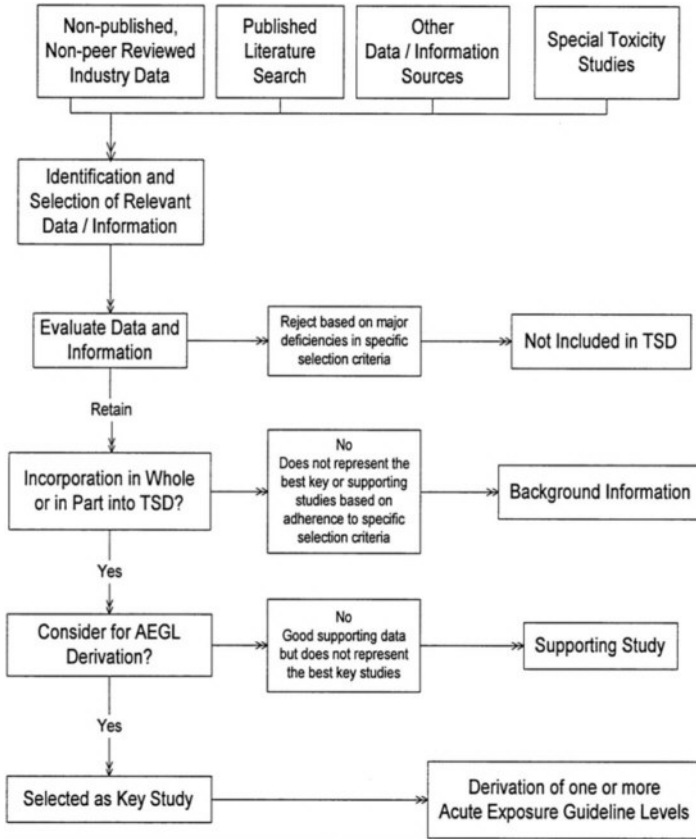 Non-published,
Non-peer Reviewed
Industry Data
Published
Literature
Search
Other
Data / Information
Sources
Special Toxicity
Studies
Identification and
Selection of Relevant
Data / Information
Evaluate Data and
Information
Reject based on major
deficiencies in specific
selection criteria
Not Included in TSD
Retain
Incorporation in Whole
or in Part into TSD?
No
Does not represent the
best key or supporting
studies based on
adherence to specific
selection criteria
Background Information
Yes
Consider for AEGL
Derivation?
No
Good supporting data
but does not represent
the best key studies
Supporting Study
Yes
Selected as Key Study
Derivation of one or more
Acute Exposure Guideline Levels